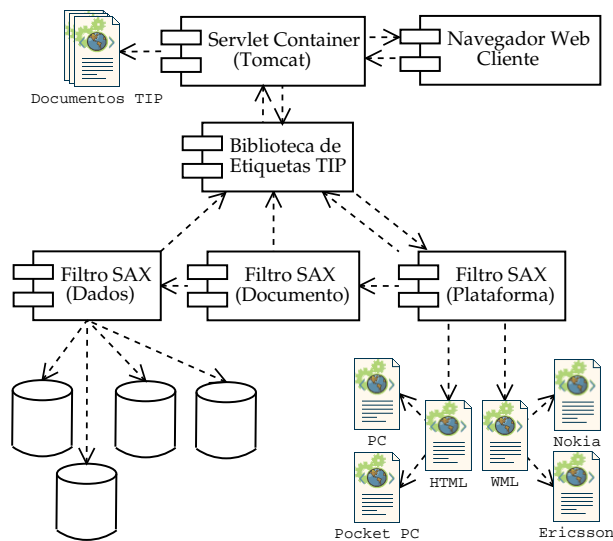 Servlet Container
(Tomcat)
Navegador Web
Cliente
Documentos TIP
Biblioteca de
Etiquetas TIP
Filtro SAX
(Dados)
Filtro SAX
(Documento)
Filtro SAX
(Plataforma)
PC
Nokia
HTML
WML
Pocket PC
Ericsson